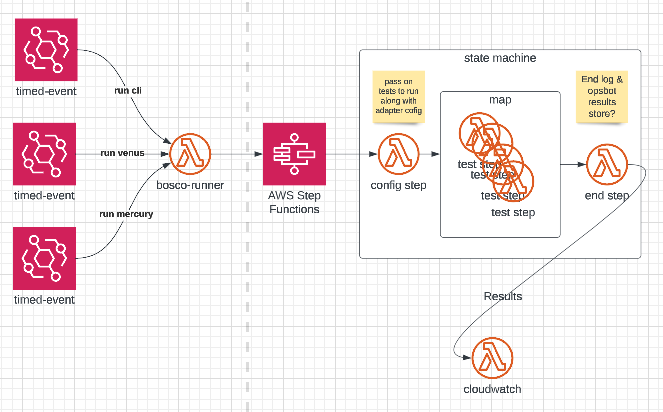 state machine
pass on
tests to run
along with
adapter config
End log &
opsbot
results
store?
timed-event
run cli
map
run venus
test step
test step
test step
test step
timed-event
bosco-runner
AWS Step
Functions
config step
end step
run mercury
timed-event
Results
cloudwatch